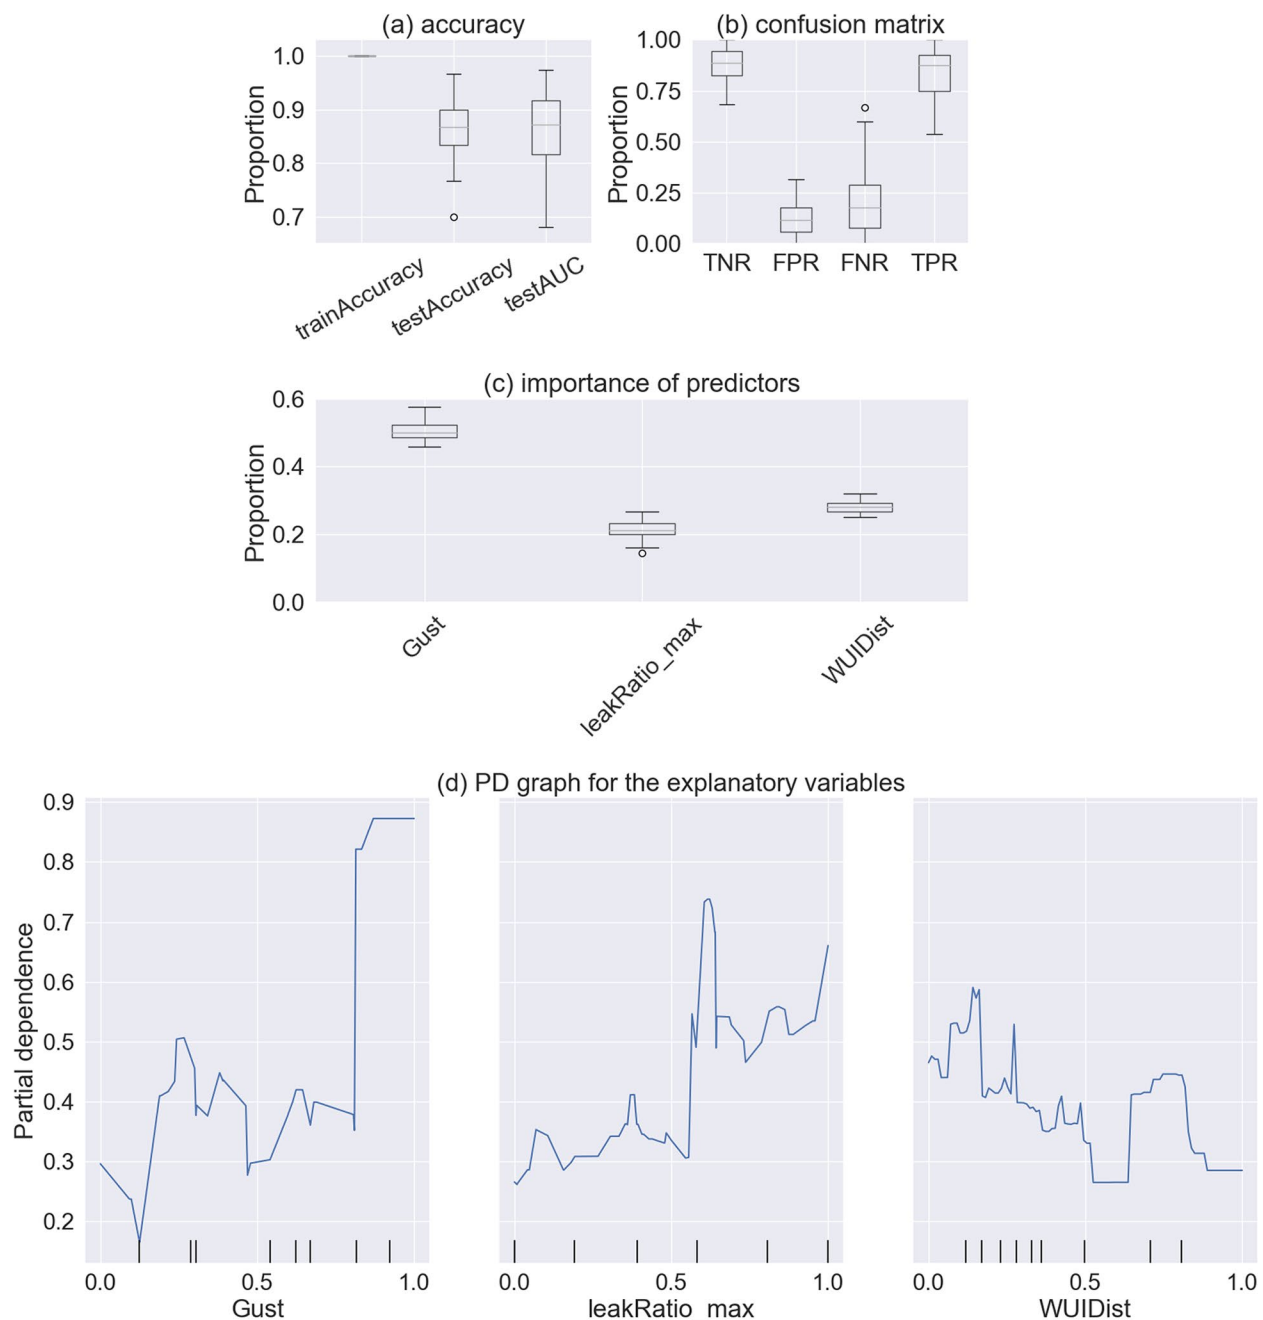 (a) accuracy
(b) confusion matrix
Proportion
1.0
0.9
0.8
0.7
trainAccuracy
testAccuracy
testAUC
Proportion
1.00
0.75
0.50
0.25
0.00
TNR FPR FNR TPR
(c) importance of predictors
Proportion
0.6
0.4
0.2
0.0
Gust
leakRatio_max
WUIDist
(d) PD graph for the explanatory variables
Partial dependence
0.9
0.8
0.7
0.6
0.5
0.4
0.3
0.2
0.0 0.5 1.0
Gust
0.0 0.5 1.0
leakRatio max
0.0 0.5 1.0
WUIDist